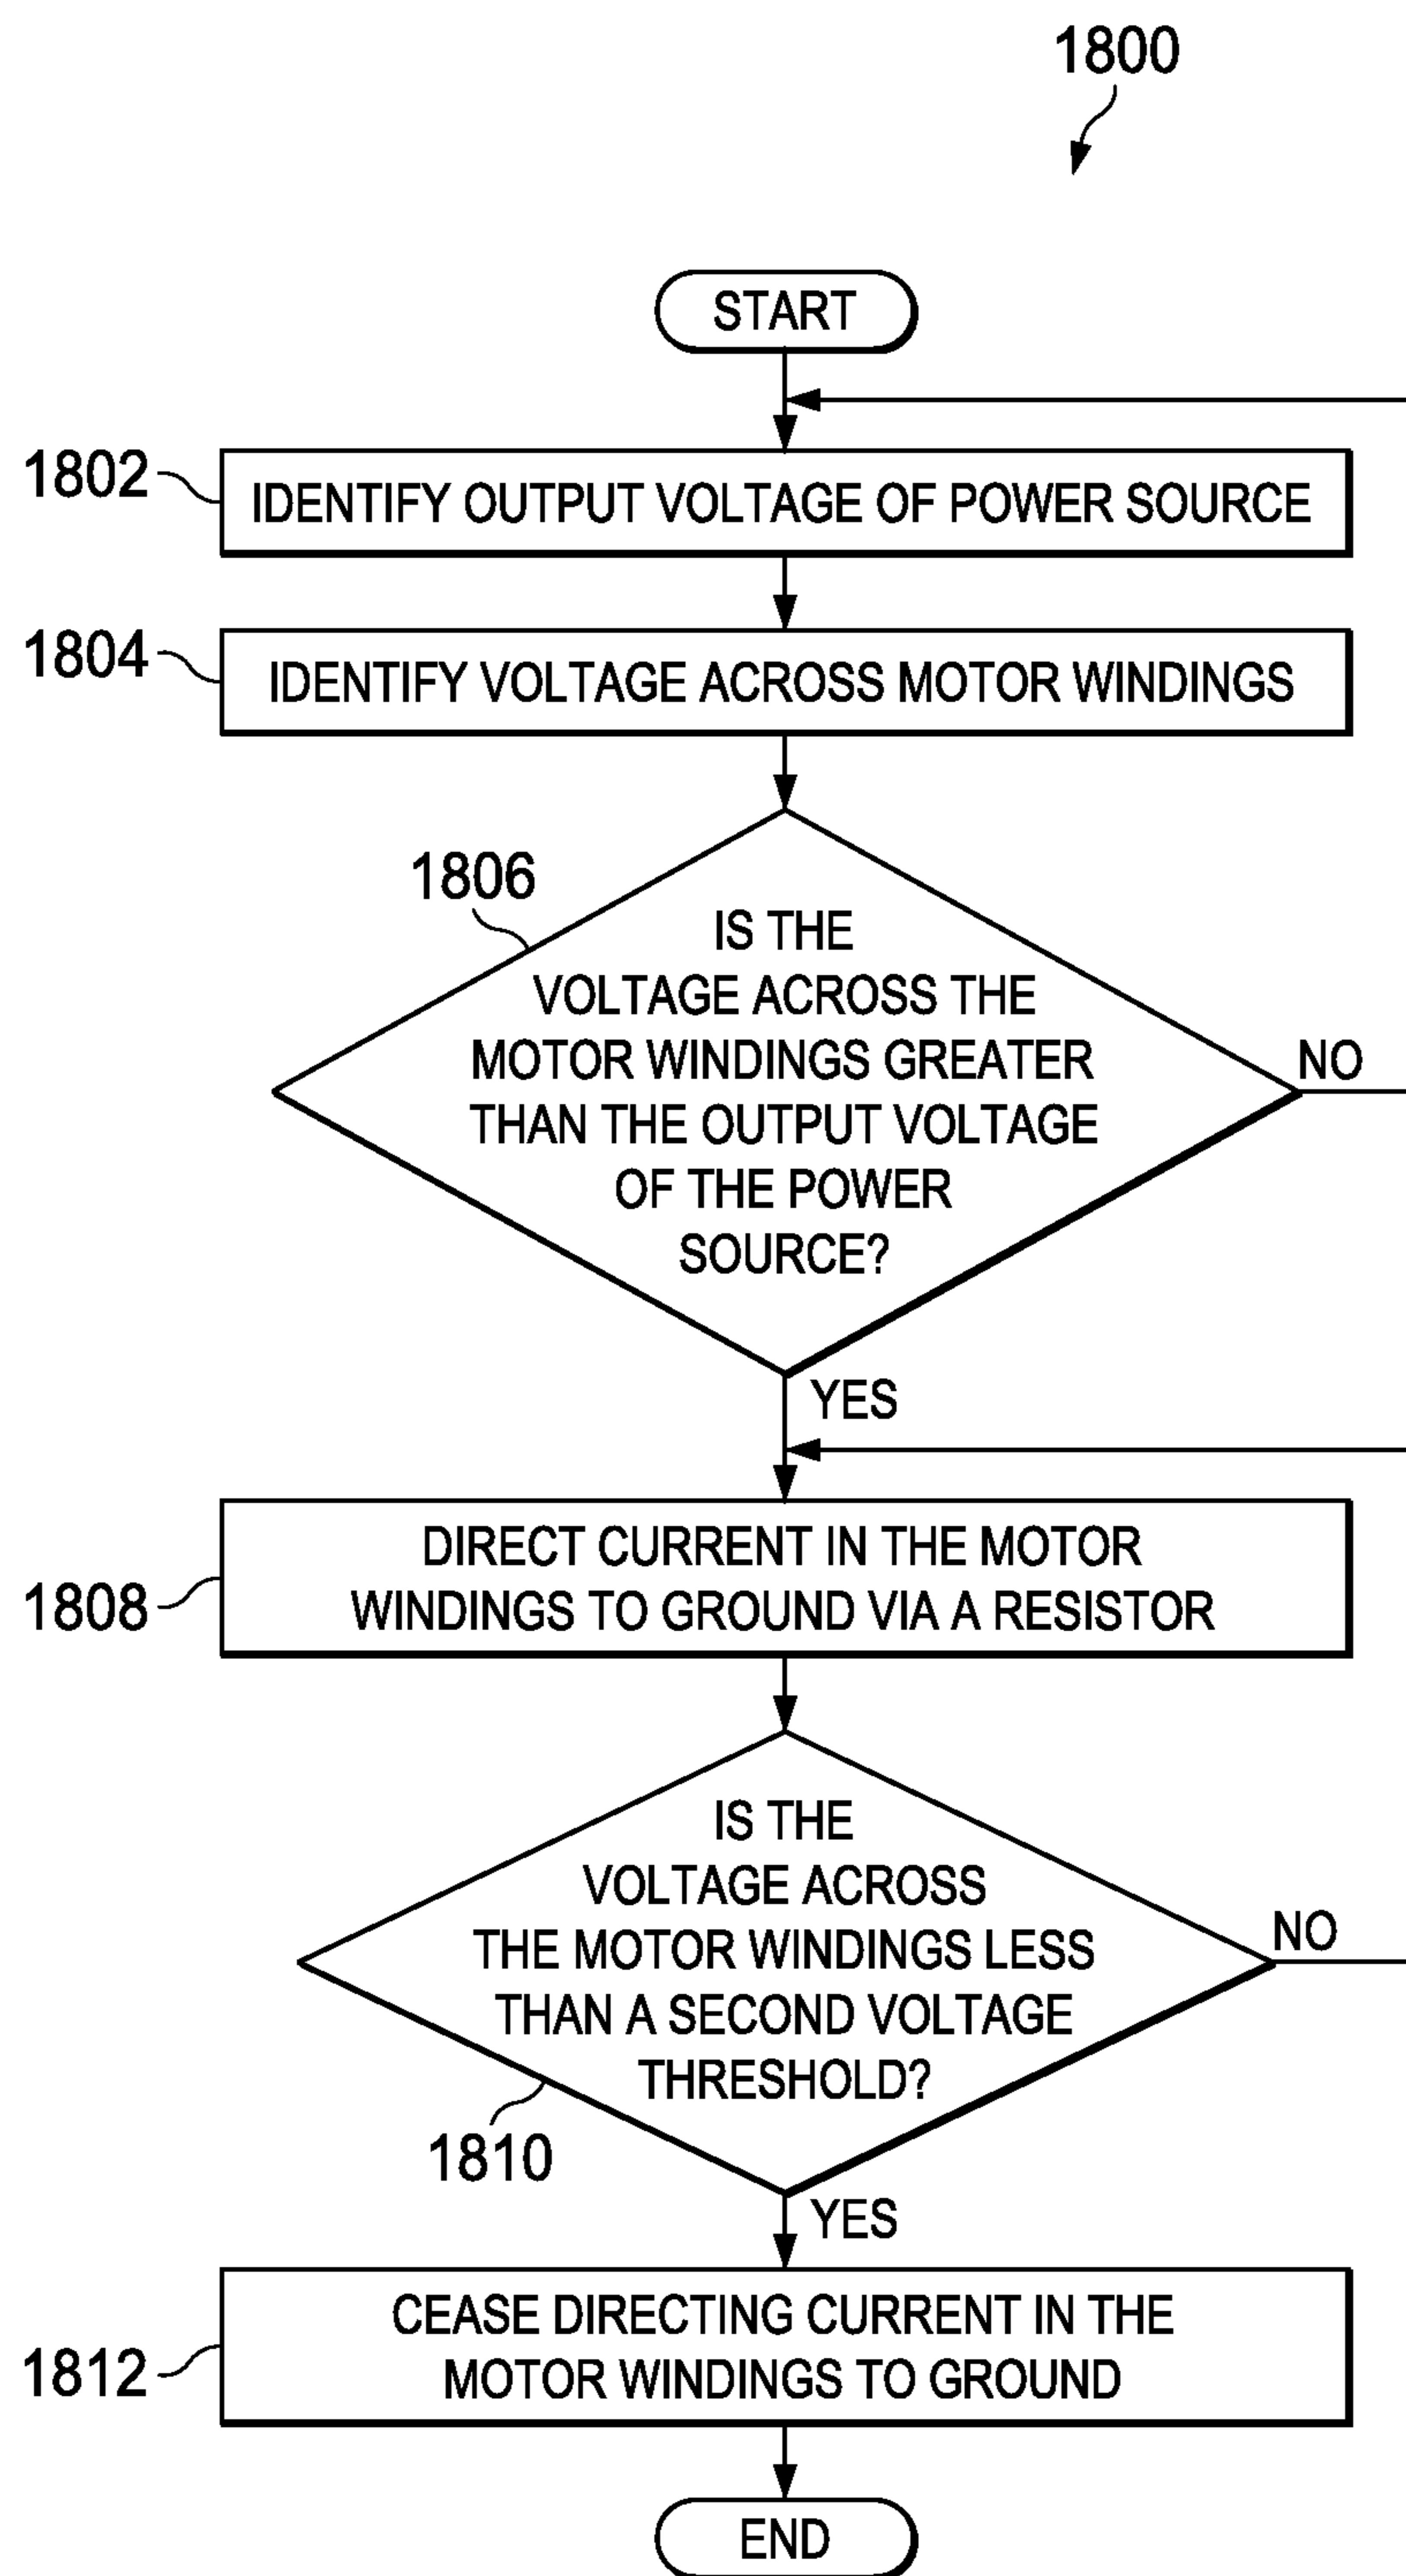 1800
START
1802
IDENTIFY OUTPUT VOLTAGE OF POWER SOURCE
1804
IDENTIFY VOLTAGE ACROSS MOTOR WINDINGS
1806
IS THE
VOLTAGE ACROSS THE
MOTOR WINDINGS GREATER
THAN THE OUTPUT VOLTAGE
OF THE POWER
SOURCE?
NO
YES
1808
DIRECT CURRENT IN THE MOTOR
WINDINGS TO GROUND VIA A RESISTOR
IS THE
VOLTAGE ACROSS
THE MOTOR WINDINGS LESS
THAN A SECOND VOLTAGE
THRESHOLD?
NO
1810
YES
1812
CEASE DIRECTING CURRENT IN THE
MOTOR WINDINGS TO GROUND
END